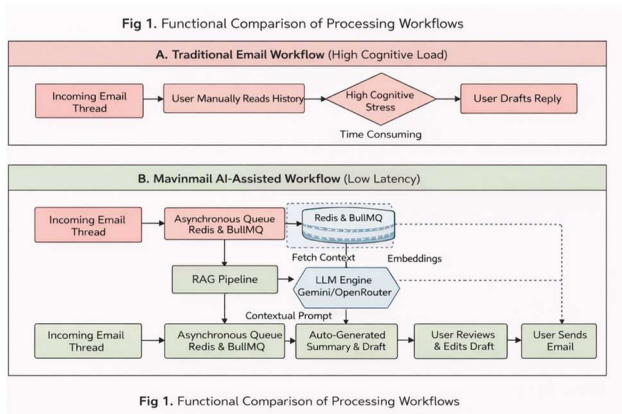 Fig 1. Functional Comparison of Processing Workflows
A. Traditional Email Workflow (High Cognitive Load)
Incoming Email
Thread
User Manually Reads History
High Cognitive
Stress
User Drafts Reply
Time Consuming
B. Mavinmail AI-Assisted Workflow (Low Latency)
Incoming Email
Thread
Asynchronous Queue
Redis & BullMQ
Redis & BullMQ
Fetch Context
Embeddings
RAG Pipeline
LLM Engine
Gemini/OpenRouter
Contextual Prompt
Incoming Email
Thread
Asynchronous Queue
Redis & BullMQ
Auto-Generated
Summary & Draft
User Reviews
& Edits Draft
User Sends
Email
Fig 1. Functional Comparison of Processing Workflows